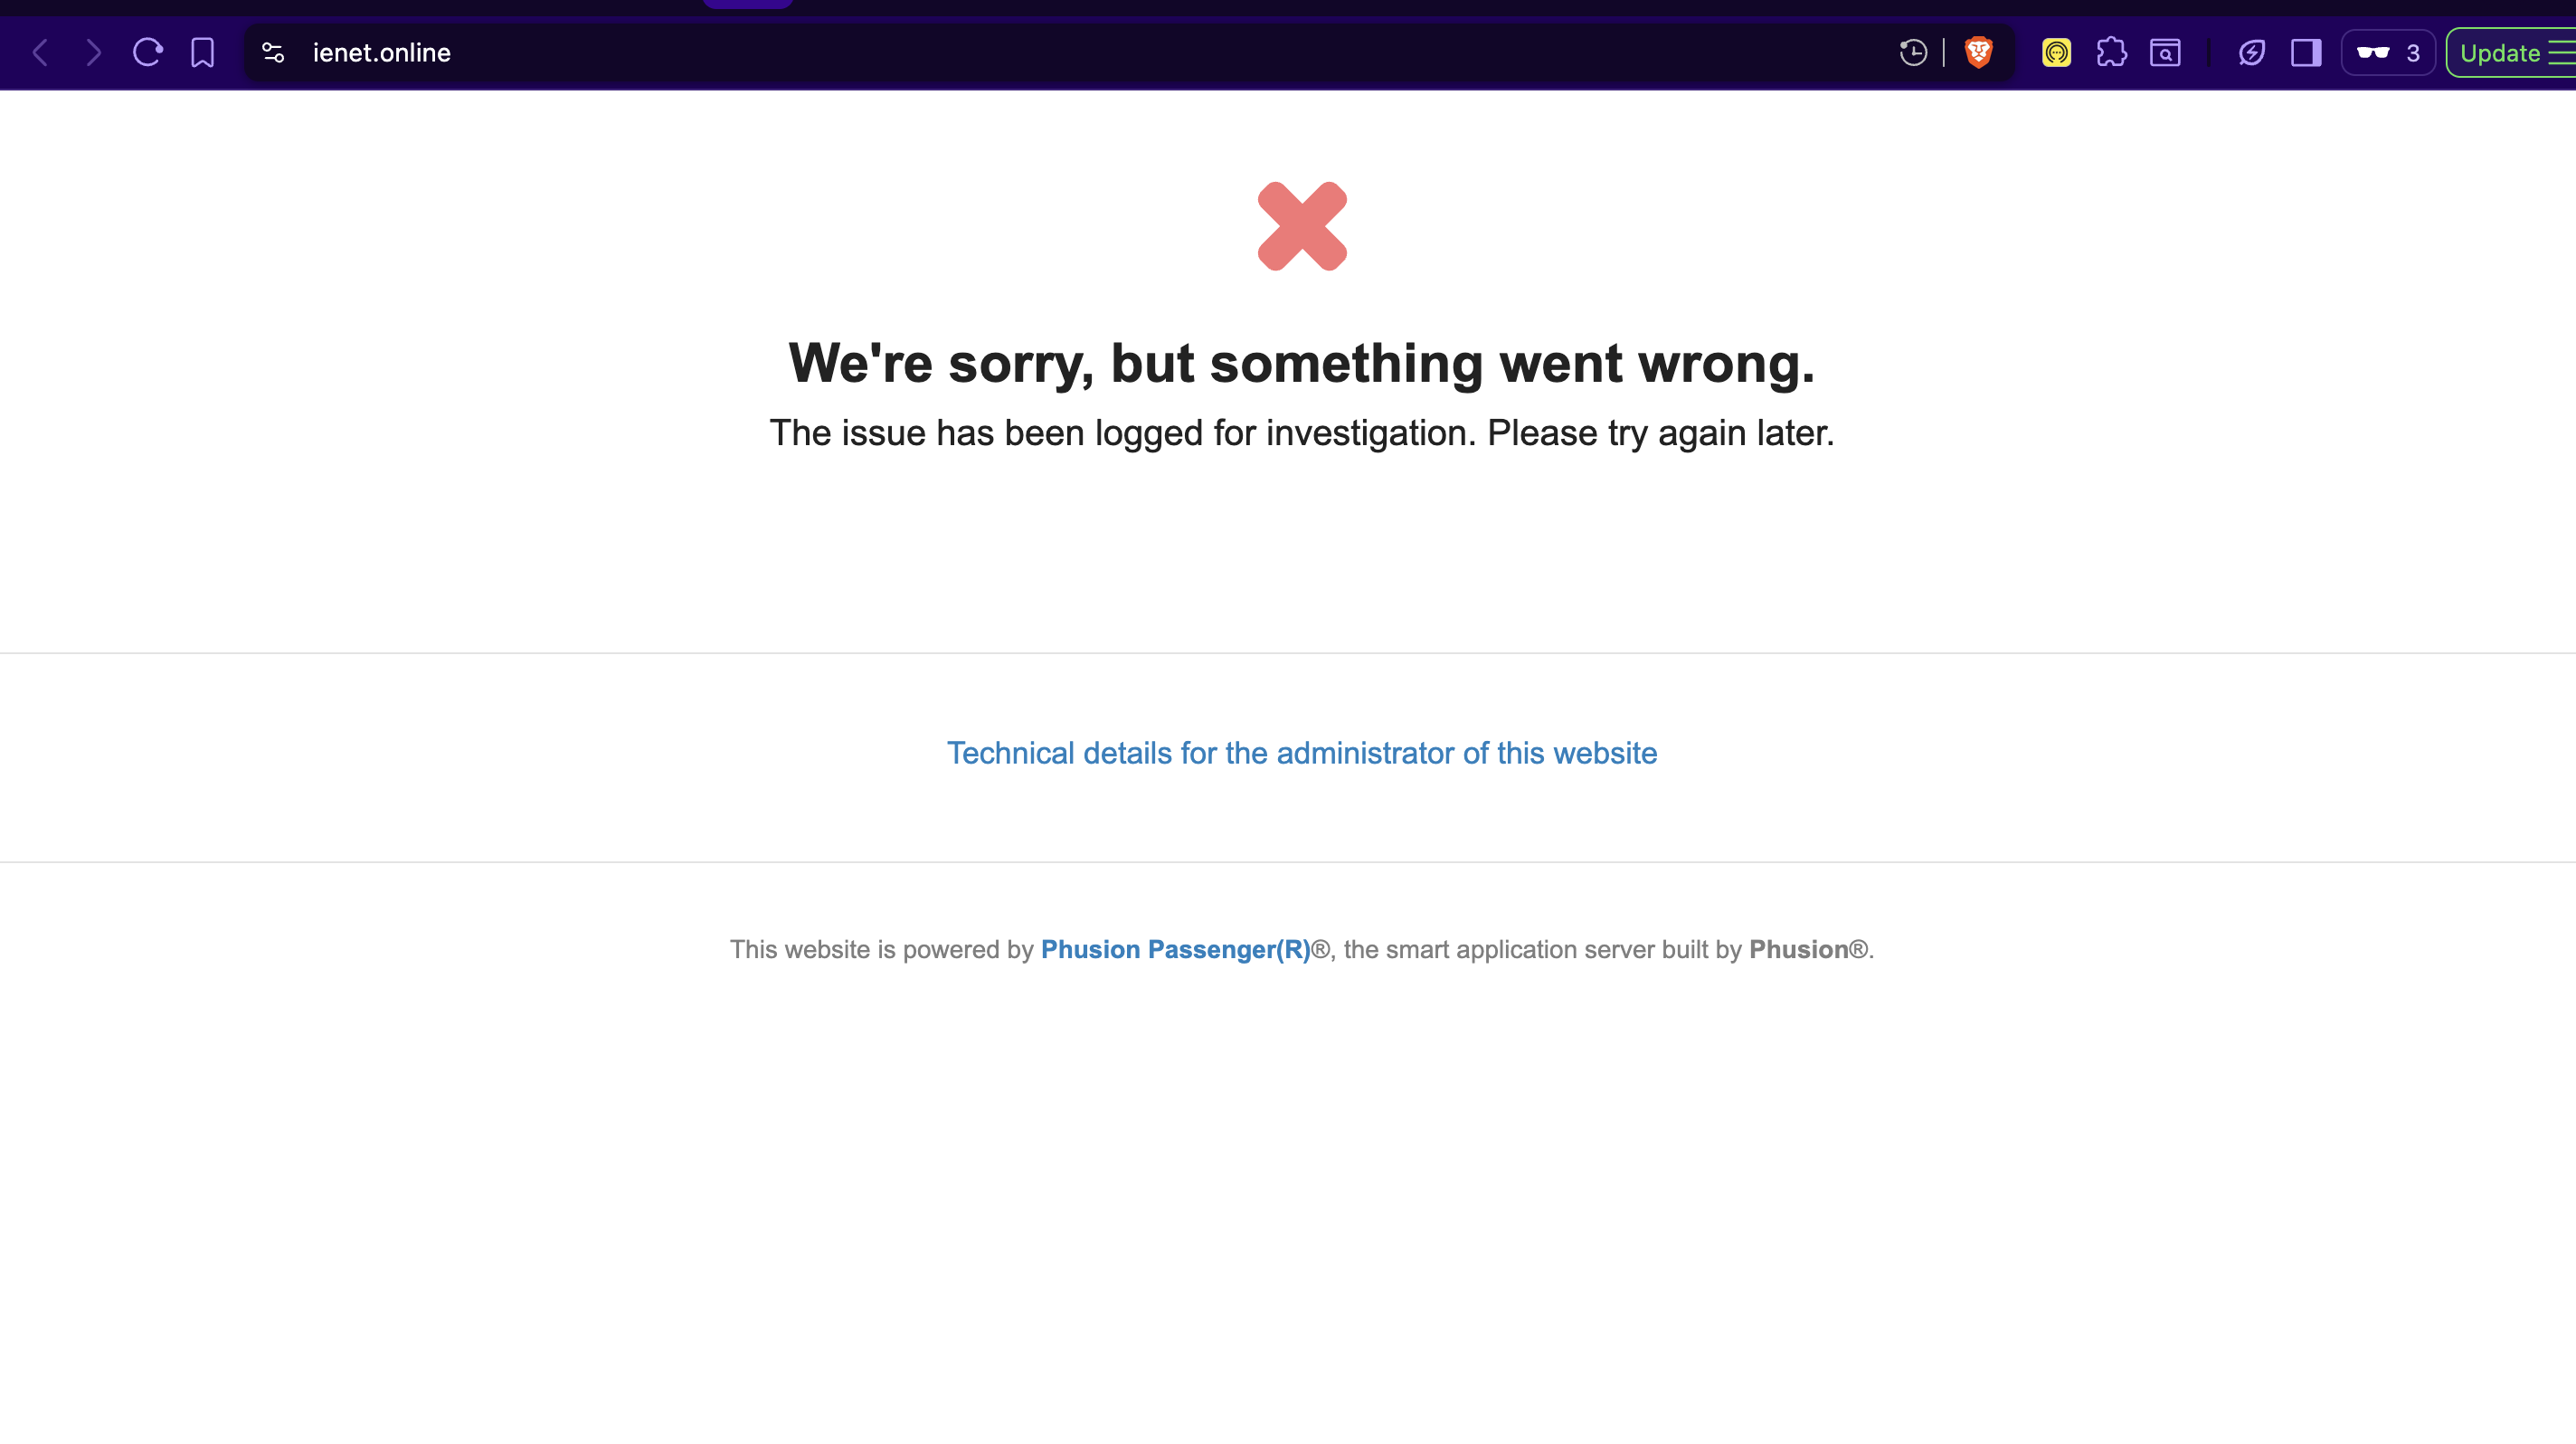 ienet.online
3
Update
We're sorry, but something went wrong.
The issue has been logged for investigation. Please try again later.
Technical details for the administrator of this website
This website is powered by Phusion Passenger(R)®, the smart application server built by Phusion®.